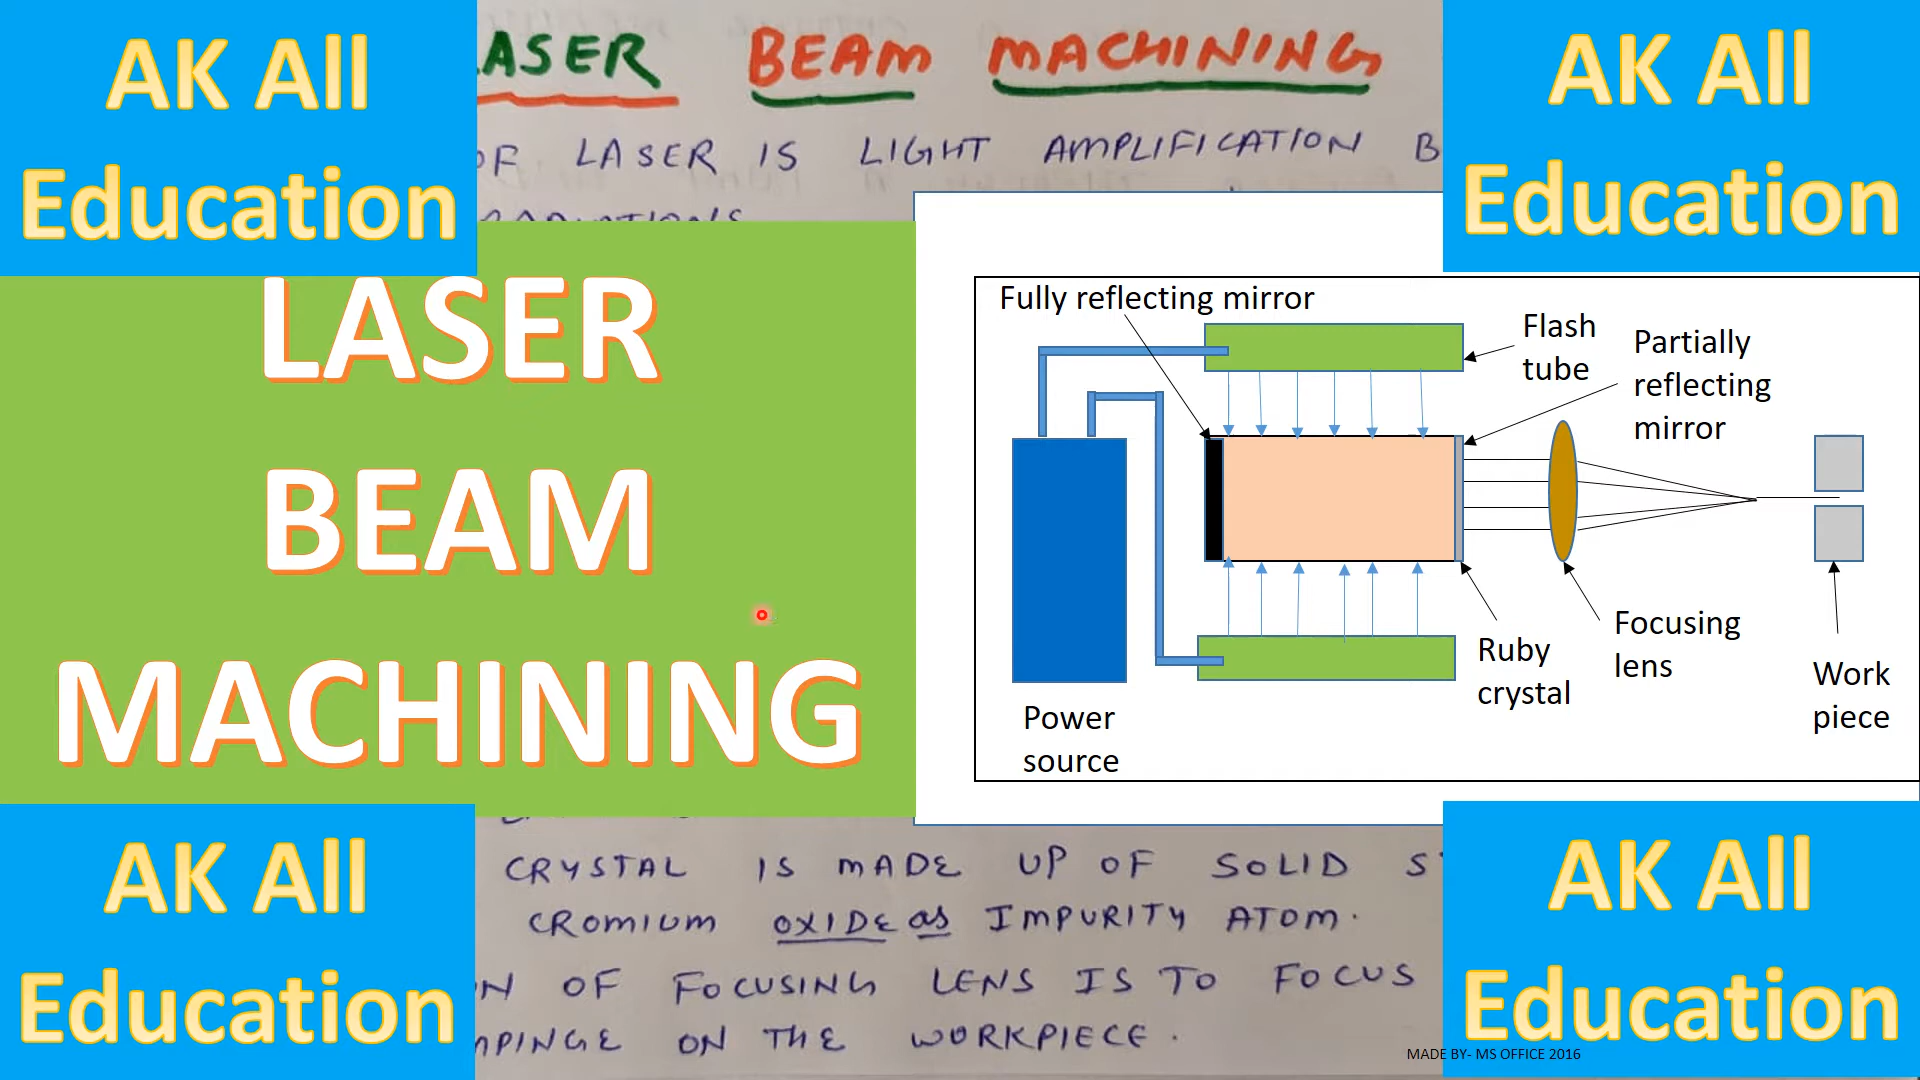 AK All
Education
LASER BEAM MACHINING
OF LASER IS LIGHT AMPLIFICATION B
RADIATIONS
AK All
Education
LASER
BEAM
MACHINING
Fully reflecting mirror
Flash
tube
Partially
reflecting
mirror
Ruby
crystal
Focusing
lens
Work
piece
Power
source
AK All
Education
CRYSTAL IS MADE UP OF SOLID
CROMIUM OXIDE as IMPURITY ATOM.
OF FOCUSING LENS IS TO FOCUS
ON THE WORKPIECE.
AK All
Education
MADE BY- MS OFFICE 2016